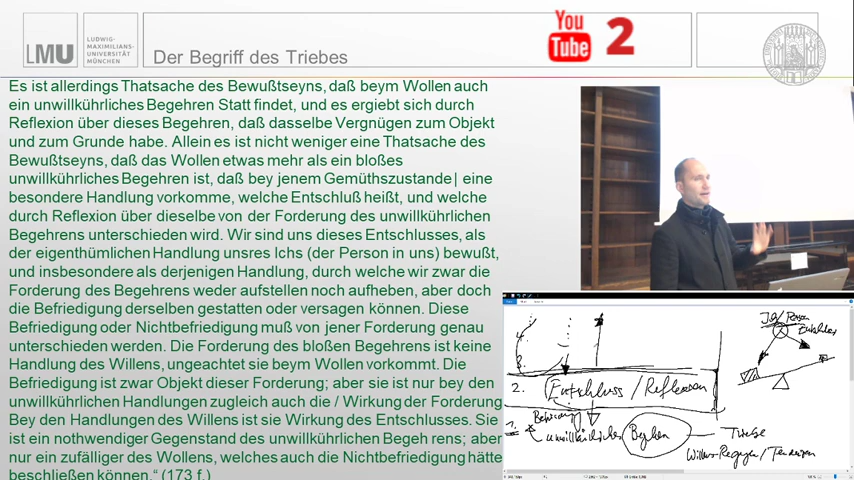 LMU
LUDWIG-
MAXIMILIANS-
UNIVERSITÄT
MÜNCHEN
Der Begriff des Triebes
You
Tube
2
Es ist allerdings Thatsache des Bewußtseyns, daß beym Wollen auch
ein unwillkührliches Begehren Statt findet, und es ergiebt sich durch
Reflexion über dieses Begehren, daß dasselbe Vergnügen zum Objekt
und zum Grunde habe. Allein es ist nicht weniger eine Thatsache des
Bewußtseyns, daß das Wollen etwas mehr als ein bloßes
unwillkührliches Begehren ist, daß bey jenem Gemüthszustande| eine
besondere Handlung vorkomme, welche Entschluß heißt, und welche
durch Reflexion über dieselbe von der Forderung des unwillkührlichen
Begehrens unterschieden wird. Wir sind uns dieses Entschlusses, als
der eigenthümlichen Handlung unsres Ichs (der Person in uns) bewußt,
und insbesondere als derjenigen Handlung, durch welche wir zwar die
Forderung des Begehrens weder aufstellen noch aufheben, aber doch
die Befriedigung derselben gestatten oder versagen können. Diese
Befriedigung oder Nichtbefriedigung muß von jener Forderung genau
unterschieden werden. Die Forderung des bloßen Begehrens ist keine
Handlung des Willens, ungeachtet sie beym Wollen vorkommt. Die
Befriedigung ist zwar Objekt dieser Forderung; aber sie ist nur bey den
unwillkührlichen Handlungen zugleich auch die / Wirkung der Forderung
Bey den Handlungen des Willens ist sie Wirkung des Entschlusses. Sie
ist ein nothwendiger Gegenstand des unwillkührlichen Begeh rens; aber
nur ein zufälliger des Wollens, welches auch die Nichtbefriedigung hätte
beschließen können.“ (173 f.)
Ich / Person
4.
3.
2. Entschluss / Reflexion
1. unwillkürliches Begehren — Triebe